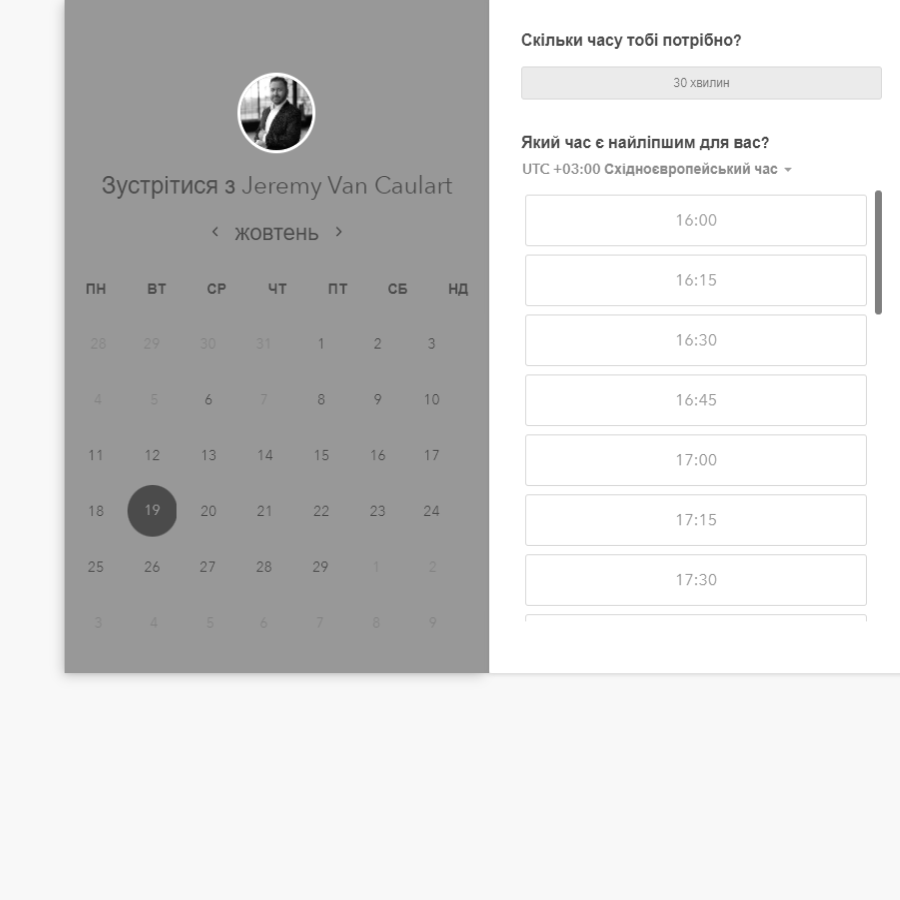 Зустрітися з Jeremy Van Caulart
жовтень
ПН ВТ СР ЧТ ПТ СБ НД
28 29 30 31 1 2 3
4 5 6 7 8 9 10
11 12 13 14 15 16 17
18 19 20 21 22 23 24
25 26 27 28 29 1 2
3 4 5 6 7 8 9
Скільки часу тобі потрібно?
30 хвилин
Який час є найліпшим для вас?
UTC +03:00 Східноєвропейський час
16:00
16:15
16:30
16:45
17:00
17:15
17:30